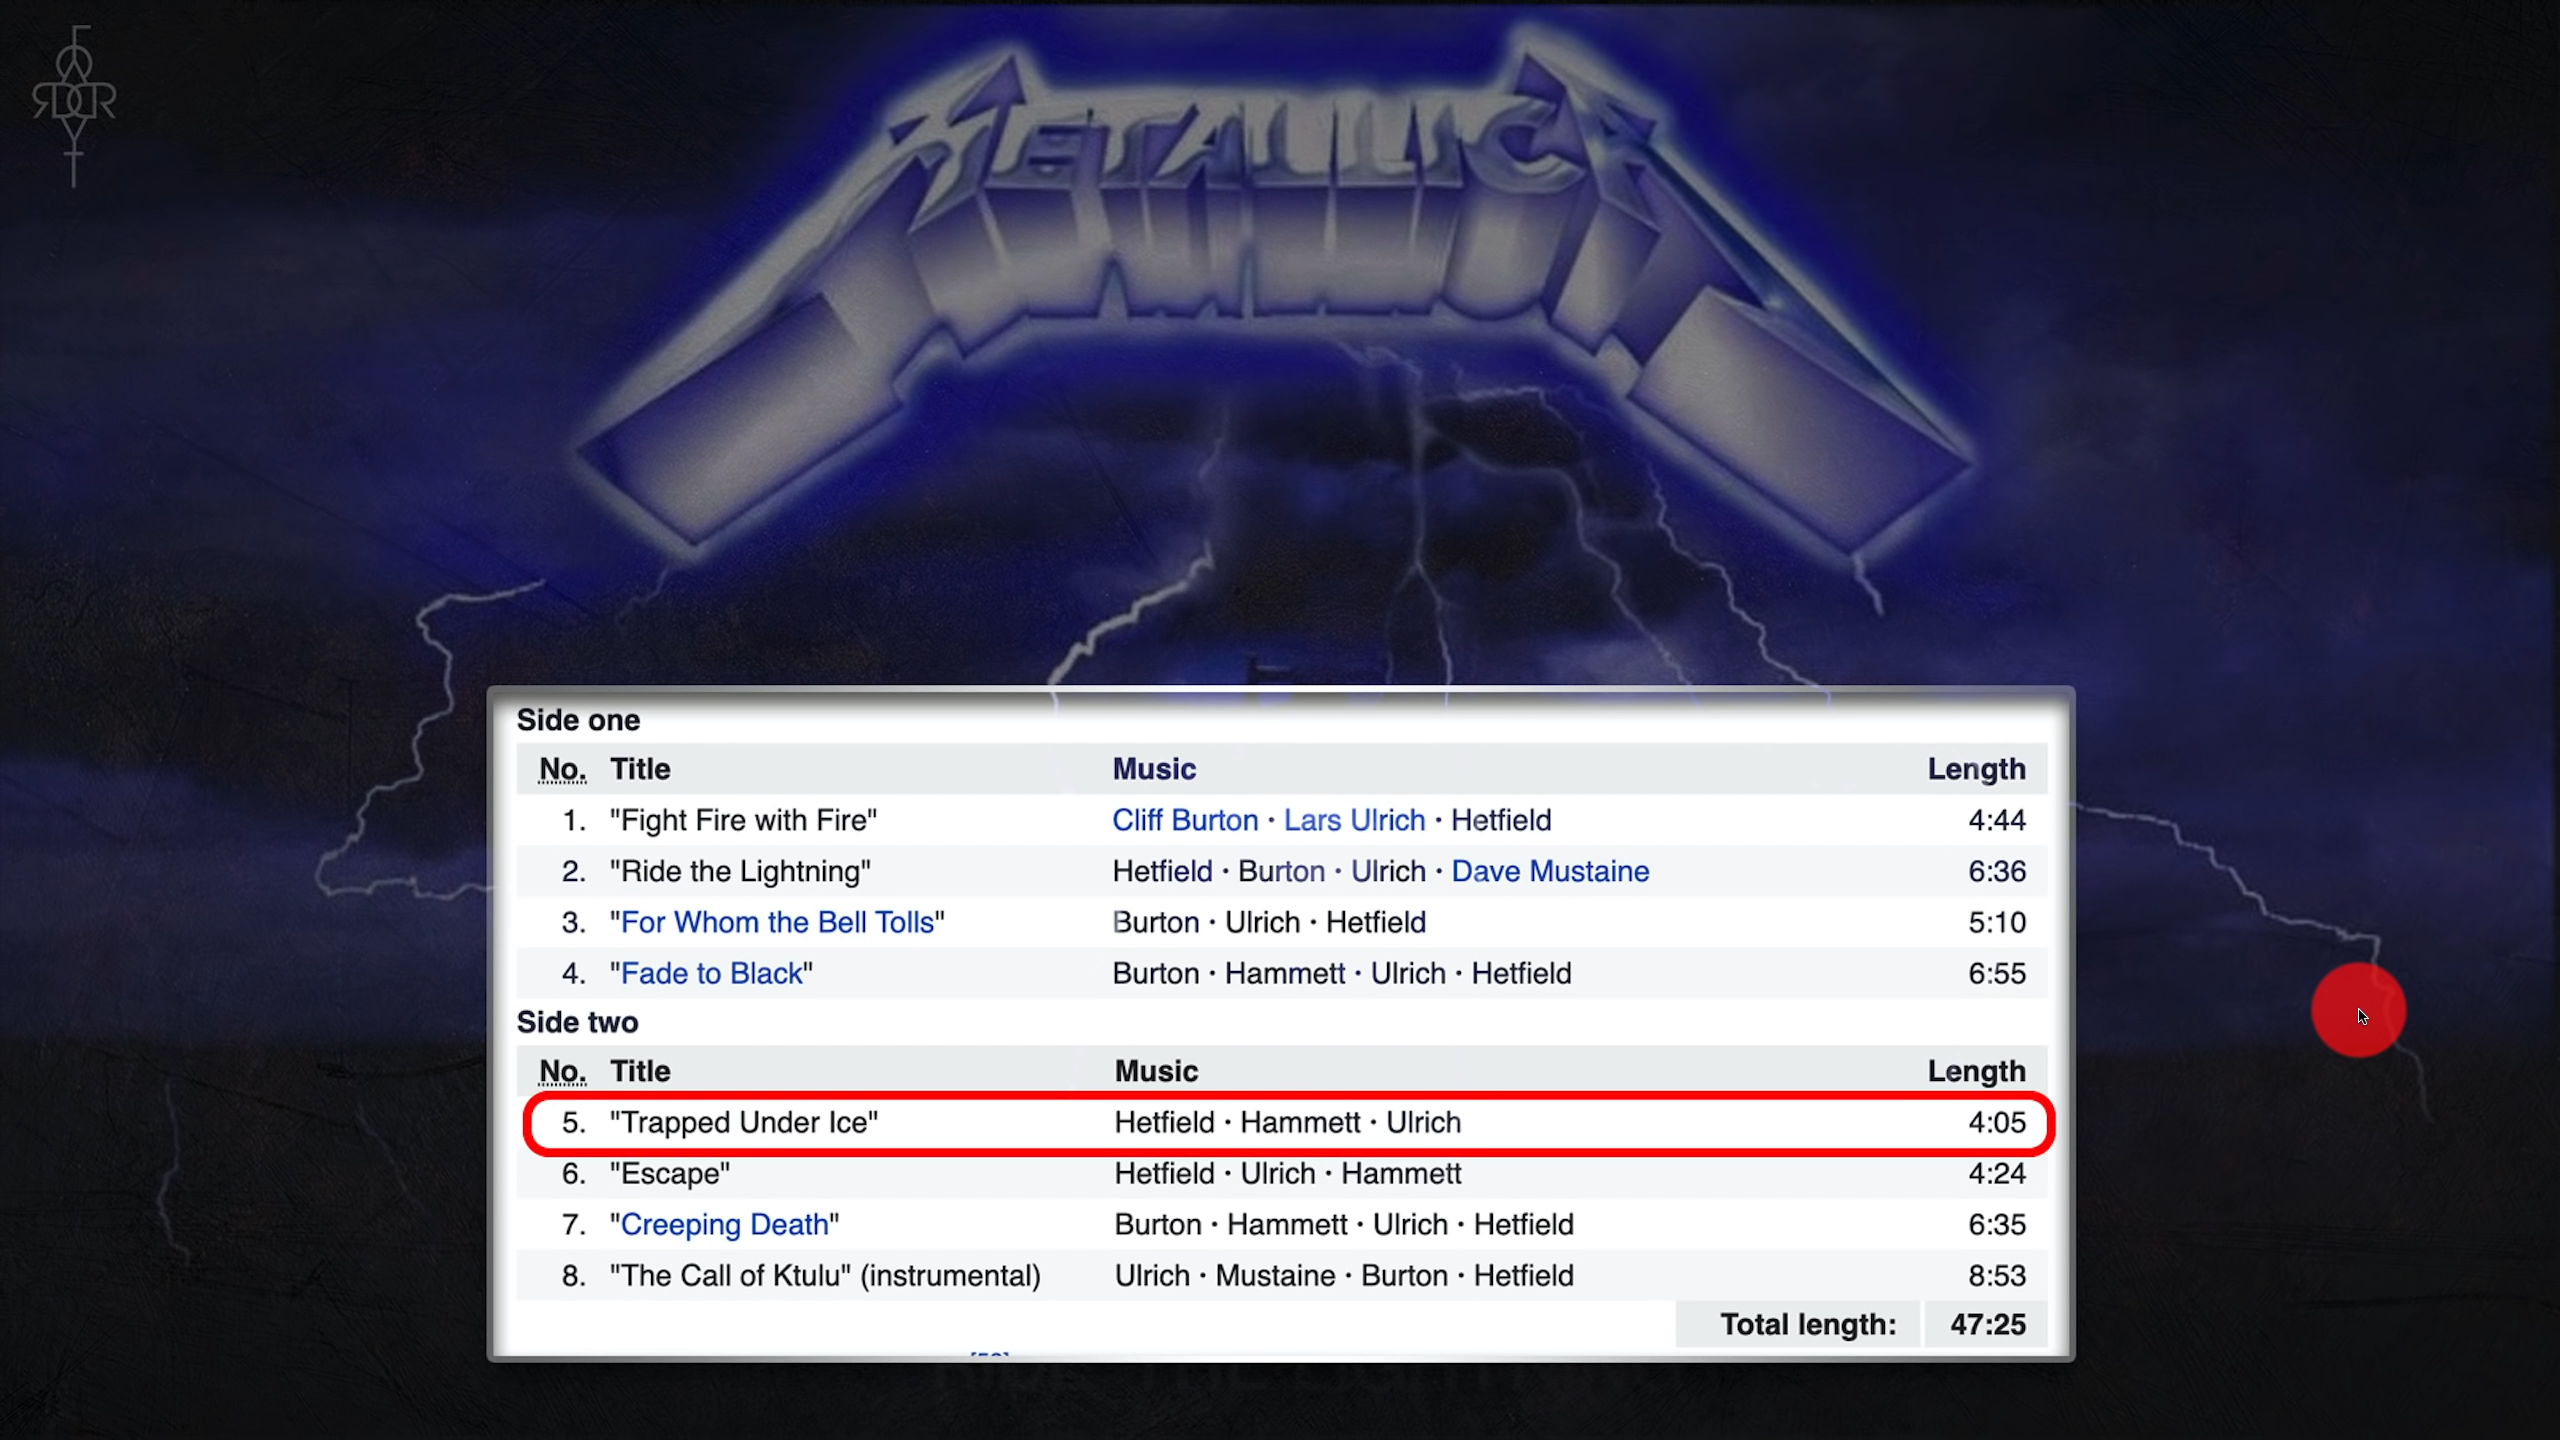 METALLICA
Side one
No. Title Music Length
1. "Fight Fire with Fire" Cliff Burton · Lars Ulrich · Hetfield 4:44
2. "Ride the Lightning" Hetfield · Burton · Ulrich · Dave Mustaine 6:36
3. "For Whom the Bell Tolls" Burton · Ulrich · Hetfield 5:10
4. "Fade to Black" Burton · Hammett · Ulrich · Hetfield 6:55
Side two
No. Title Music Length
5. "Trapped Under Ice" Hetfield · Hammett · Ulrich 4:05
6. "Escape" Hetfield · Ulrich · Hammett 4:24
7. "Creeping Death" Burton · Hammett · Ulrich · Hetfield 6:35
8. "The Call of Ktulu" (instrumental) Ulrich · Mustaine · Burton · Hetfield 8:53
Total length: 47:25